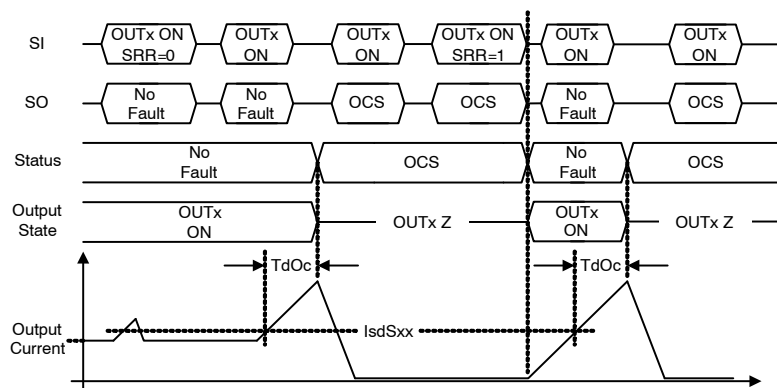 SI
OUTx ON
SRR=0
OUTx
ON
OUTx
ON
OUTx ON
SRR=1
OUTx
ON
OUTx
ON
SO
No
Fault
No
Fault
OCS
OCS
No
Fault
OCS
Status
No
Fault
OCS
No
Fault
OCS
Output
State
OUTx
ON
OUTx Z
OUTx
ON
OUTx Z
TdOc
TdOc
Output
Current
IsdSxx